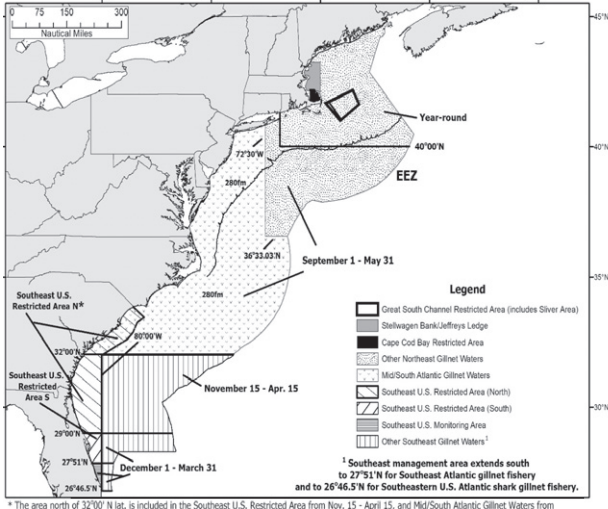 0 75 150 300
Nautical Miles
45°N
Year-round
72°30'W
40°00'N
280fm
EEZ
40°N
36°33.03'N
September 1 - May 31
35°N
280fm
Southeast U.S.
Restricted Area N*
80°00'W
32°00'N
Southeast U.S.
Restricted
Area S
November 15 - Apr. 15
30°N
29°00'N
27°51'N
December 1 - March 31
26°46.5'N
Legend
Great South Channel Restricted Area (includes Sliver Area)
Stellwagen Bank/Jeffreys Ledge
Cape Cod Bay Restricted Area
Other Northeast Gillnet Waters
Mid/South Atlantic Gillnet Waters
Southeast U.S. Restricted Area (North)
Southeast U.S. Restricted Area (South)
Southeast U.S. Monitoring Area
Other Southeast Gillnet Waters¹
¹ Southeast management area extends south
to 27°51'N for Southeast Atlantic gillnet fishery
and to 26°46.5'N for Southeastern U.S. Atlantic shark gillnet fishery.
* The area north of 32°00' N lat. is included in the Southeast U.S. Restricted Area from Nov. 15 - April 15, and Mid/South Atlantic Gillnet Waters from